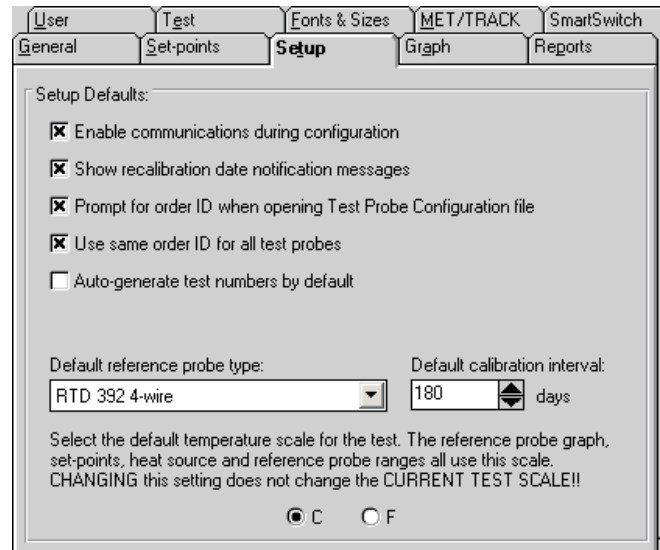 User Test Fonts & Sizes MET/TRACK SmartSwitch
General Set-points Setup Graph Reports
Setup Defaults:
Enable communications during configuration
Show recalibration date notification messages
Prompt for order ID when opening Test Probe Configuration file
Use same order ID for all test probes
Auto-generate test numbers by default
Default reference probe type: Default calibration interval:
RTD 392 4-wire 180 days
Select the default temperature scale for the test. The reference probe graph,
set-points, heat source and reference probe ranges all use this scale.
CHANGING this setting does not change the CURRENT TEST SCALE!!
C F